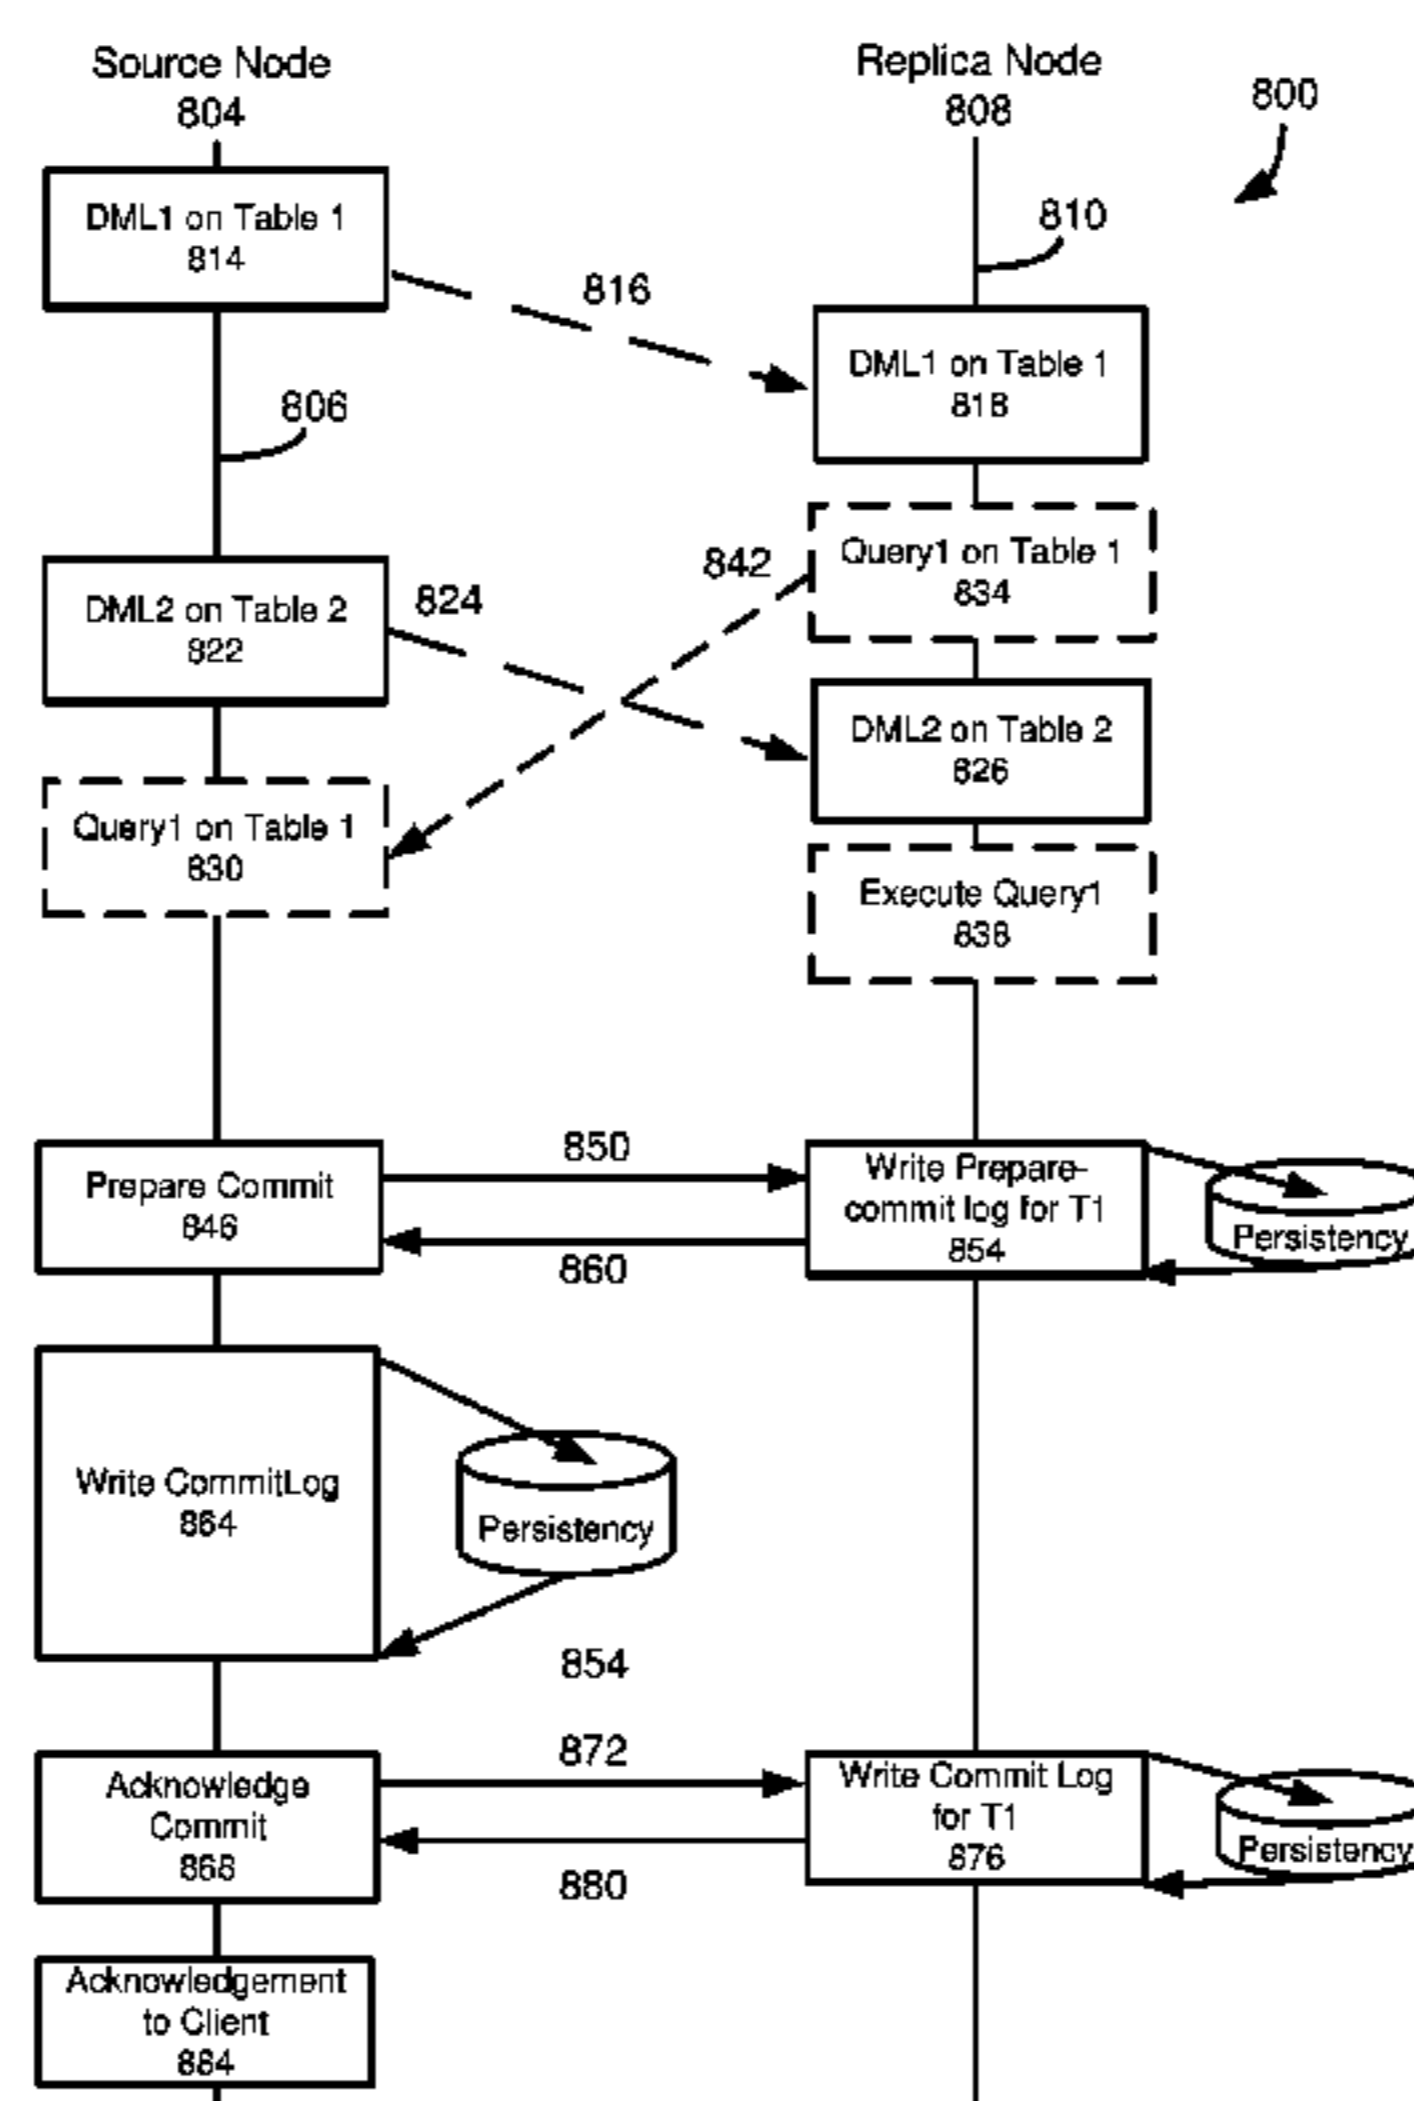 Source Node
804
Replica Node
808
800
810
DML1 on Table 1
814
816
DML1 on Table 1
818
806
Query1 on Table 1
834
842
DML2 on Table 2
822
824
DML2 on Table 2
826
Query1 on Table 1
830
Execute Query1
838
Prepare Commit
846
850
860
Write Prepare-
commit log for T1
854
Persistency
Write CommitLog
864
Persistency
854
Acknowledge
Commit
868
872
880
Write Commit Log
for T1
876
Persistency
Acknowledgement
to Client
884